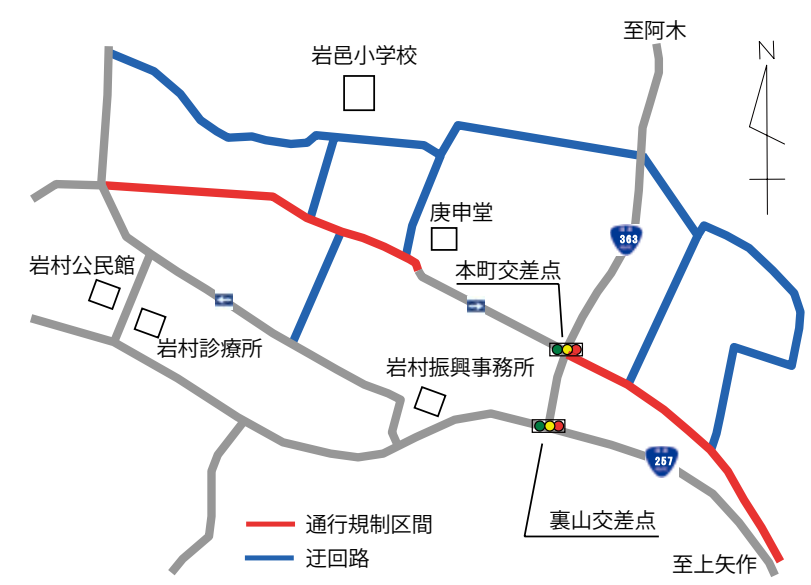 至阿木
岩邑小学校
N
庚申堂
363
岩村公民館
本町交差点
岩村診療所
岩村振興事務所
257
裏山交差点
通行規制区間
迂回路
至上矢作